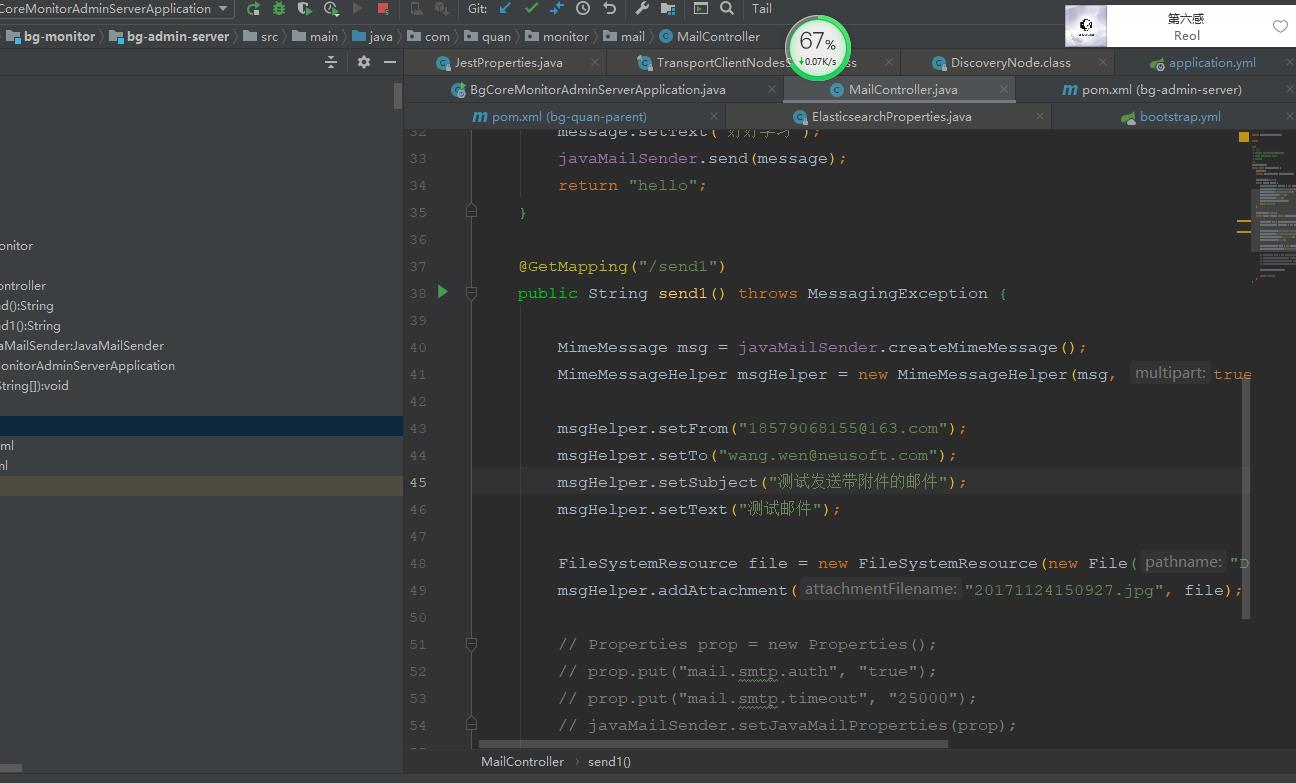 CoreMonitorAdminServerApplication Git: Tail
bg-monitor bg-admin-server src main java com quan monitor mail MailController
67%
0.07K/s
第六感
Reol
JestProperties.java TransportClientNodesS ss DiscoveryNode.class application.yml
BgCoreMonitorAdminServerApplication.java MailController.java pom.xml (bg-admin-server)
pom.xml (bg-quan-parent) ElasticsearchProperties.java bootstrap.yml
onitor
ontroller
nd():String
nd1():String
aMailSender:JavaMailSender
MonitorAdminServerApplication
String[]):void
ml
ml
32 message.setText("好好学习");
33 javaMailSender.send(message);
34 return "hello";
35 }
36
37 @GetMapping("/send1")
38 public String send1() throws MessagingException {
39
40 MimeMessage msg = javaMailSender.createMimeMessage();
41 MimeMessageHelper msgHelper = new MimeMessageHelper(msg, multipart: true
42
43 msgHelper.setFrom("18579068155@163.com");
44 msgHelper.setTo("wang.wen@neusoft.com");
45 msgHelper.setSubject("测试发送带附件的邮件");
46 msgHelper.setText("测试邮件");
47
48 FileSystemResource file = new FileSystemResource(new File( pathname: "D
49 msgHelper.addAttachment( attachmentFilename: "20171124150927.jpg", file);
50
51 // Properties prop = new Properties();
52 // prop.put("mail.smtp.auth", "true");
53 // prop.put("mail.smtp.timeout", "25000");
54 // javaMailSender.setJavaMailProperties(prop);
MailController send1()